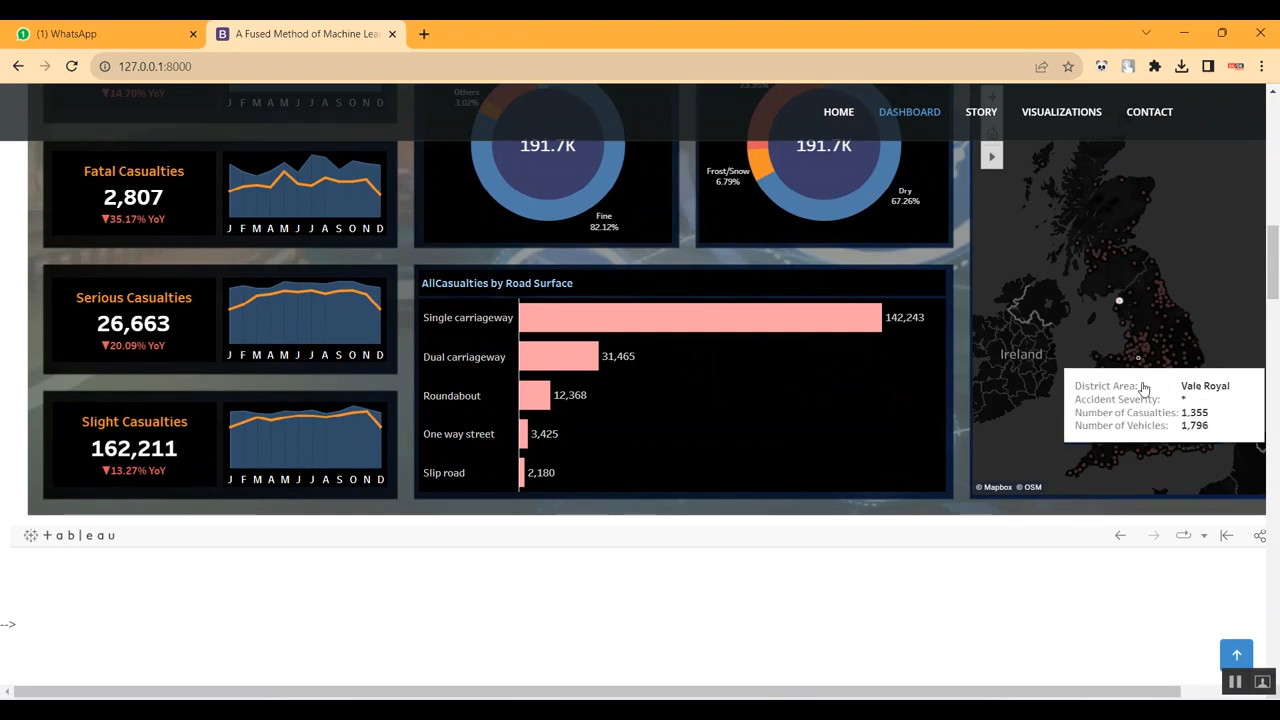 (1) WhatsApp
A Fused Method of Machine Lea
127.0.0.1:8000
HOME
DASHBOARD
STORY
VISUALIZATIONS
CONTACT
▼14.70% YoY
J F M A M J J A S O N D
Fatal Casualties
2,807
▼35.17% YoY
J F M A M J J A S O N D
Serious Casualties
26,663
▼20.09% YoY
J F M A M J J A S O N D
Slight Casualties
162,211
▼13.27% YoY
J F M A M J J A S O N D
Others
3.02%
191.7K
Fine
82.12%
191.7K
Frost/Snow
6.79%
Dry
67.26%
AllCasualties by Road Surface
Single carriageway 142,243
Dual carriageway 31,465
Roundabout 12,368
One way street 3,425
Slip road 2,180
Ireland
District Area: Vale Royal
Accident Severity: *
Number of Casualties: 1,355
Number of Vehicles: 1,796
© Mapbox © OSM
+ableau
-->